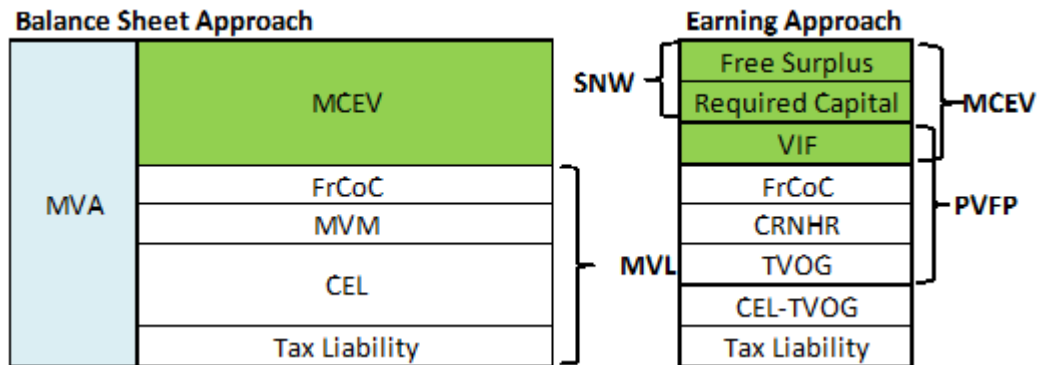 Balance Sheet Approach
MVA
MCEV
FrCoC
MVM
CEL
Tax Liability
MVL
Earning Approach
SNW
Free Surplus
Required Capital
VIF
FrCoC
CRNHR
TVOG
CEL-TVOG
Tax Liability
MCEV
PVFP